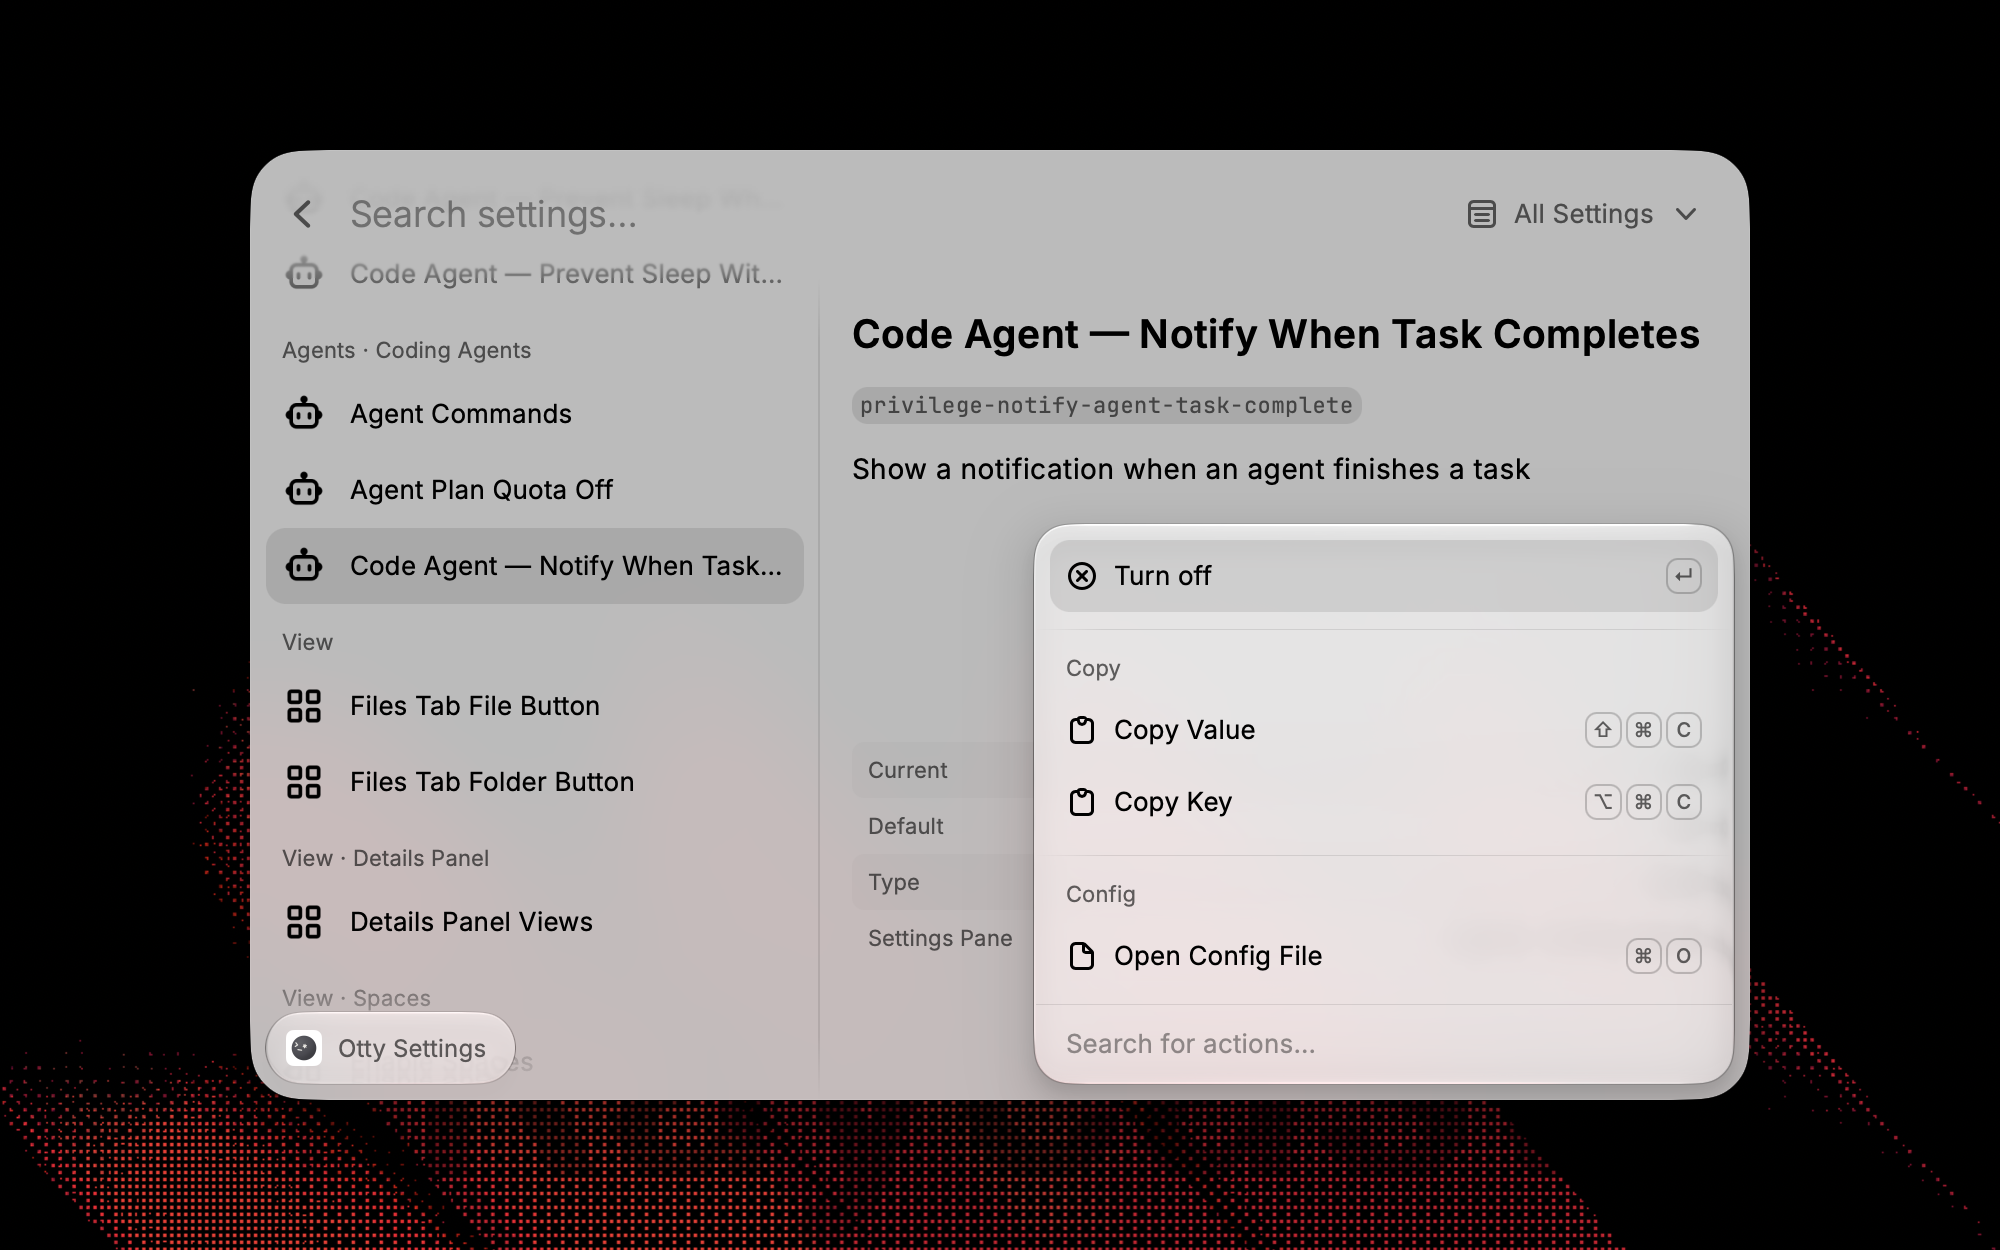 Search settings...
All Settings
Code Agent — Prevent Sleep Wit...
Agents · Coding Agents
Agent Commands
Agent Plan Quota Off
Code Agent — Notify When Task...
View
Files Tab File Button
Files Tab Folder Button
View · Details Panel
Details Panel Views
View · Spaces
Otty Settings
Code Agent — Notify When Task Completes
privilege-notify-agent-task-complete
Show a notification when an agent finishes a task
Current
Default
Type
Settings Pane
Turn off
Copy
Copy Value
⇧ ⌘ C
Copy Key
⌥ ⌘ C
Config
Open Config File
⌘ O
Search for actions...